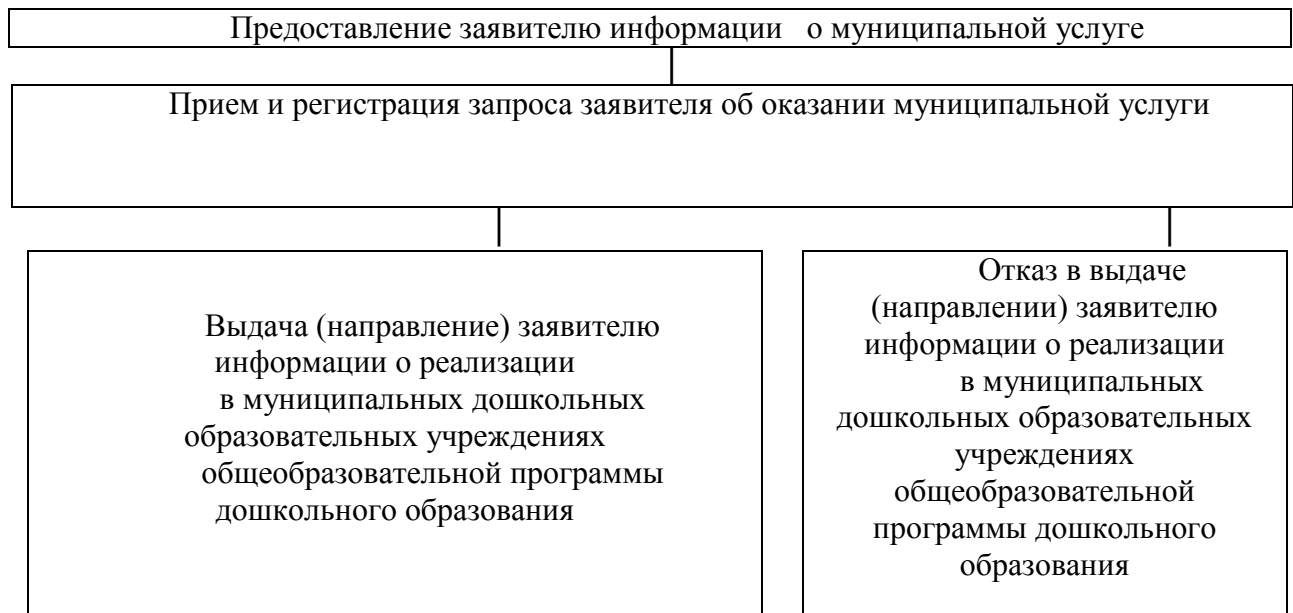 Предоставление заявителю информации о муниципальной услуге
Прием и регистрация запроса заявителя об оказании муниципальной услуги
Выдача (направление) заявителю
информации о реализации
в муниципальных дошкольных
образовательных учреждениях
общеобразовательной программы
дошкольного образования
Отказ в выдаче
(направлении) заявителю
информации о реализации
в муниципальных
дошкольных образовательных
учреждениях
общеобразовательной
программы дошкольного
образования